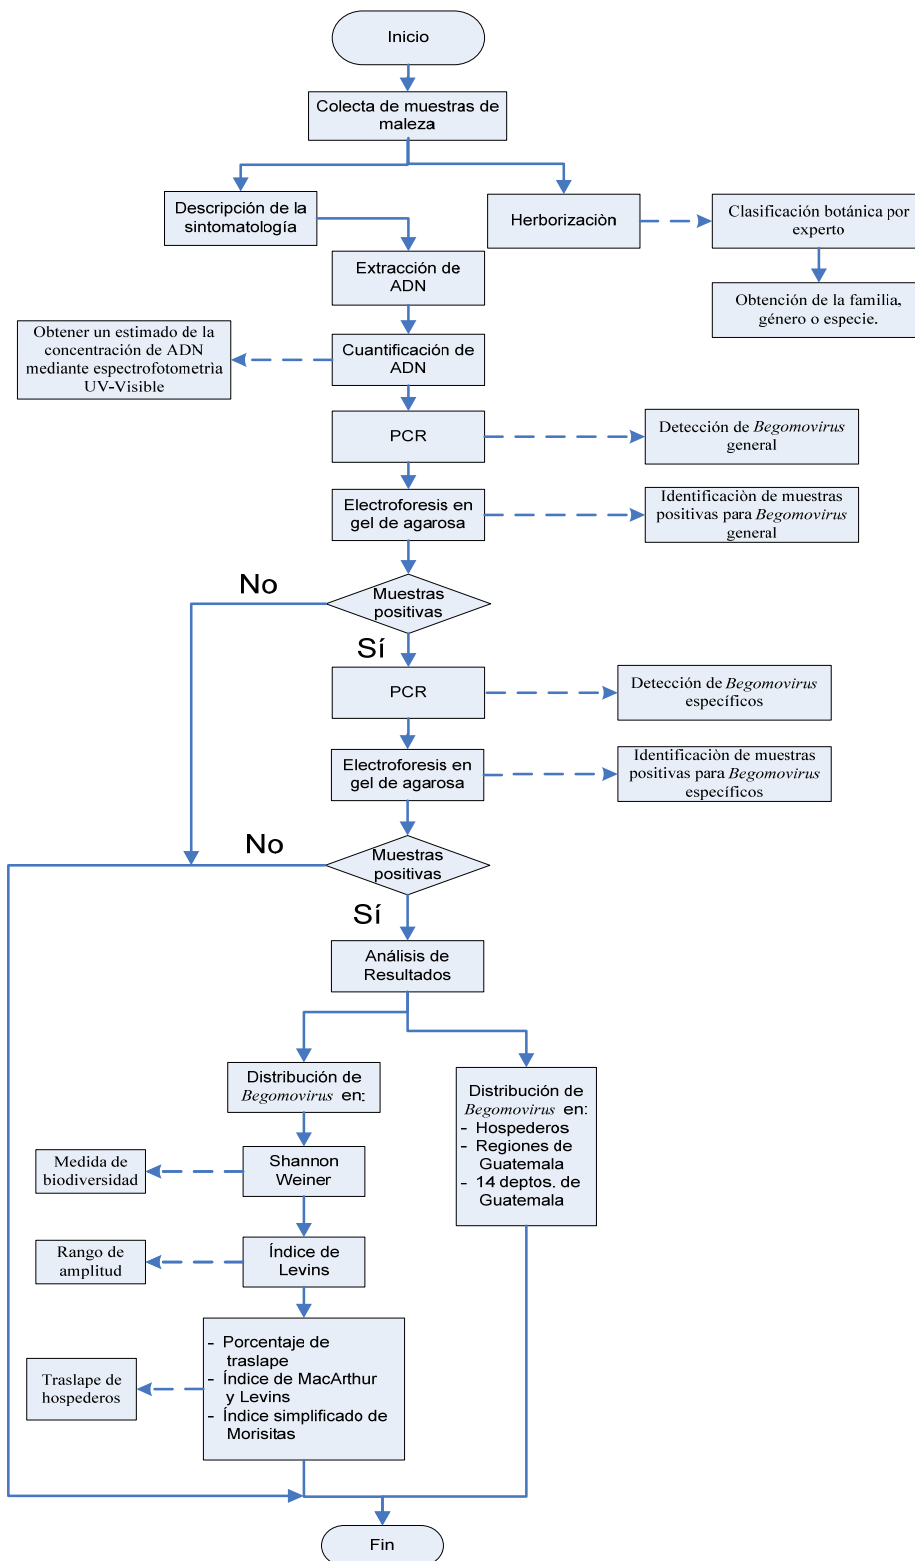 Inicio
Colecta de muestras de
maleza
Descripción de la
sintomatología
Herborizaciòn
Clasificación botánica por
experto
Extracción de
ADN
Obtención de la familia,
género o especie.
Obtener un estimado de la
concentración de ADN
mediante espectrofotometrìa
UV-Visible
Cuantificación de
ADN
PCR
Detección de Begomovirus
general
Electroforesis en
gel de agarosa
Identificaciòn de muestras
positivas para Begomovirus
general
No
Muestras
positivas
Sí
PCR
Detección de Begomovirus
específicos
Electroforesis en
gel de agarosa
Identificaciòn de muestras
positivas para Begomovirus
específicos
No
Muestras
positivas
Sí
Análisis de
Resultados
Distribución de
Begomovirus en:
Distribución de
Begomovirus en:
- Hospederos
- Regiones de
Guatemala
- 14 deptos. de
Guatemala
Medida de
biodiversidad
Shannon
Weiner
Rango de
amplitud
Índice de
Levins
Traslape de
hospederos
- Porcentaje de
traslape
- Índice de MacArthur
y Levins
- Índice simplificado de
Morisitas
Fin